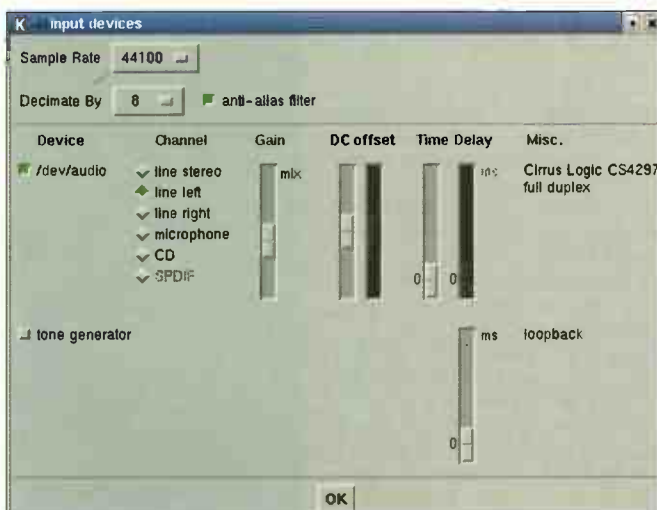 K input devices
Sample Rate 44100
Decimate By 8 anti-alias filter
Device Channel Gain DC offset Time Delay Misc.
/dev/audio line stereo mix ms Cirrus Logic CS4297
line left full duplex
line right
microphone
CD
SPDIF 0 0
tone generator ms loopback
0
OK